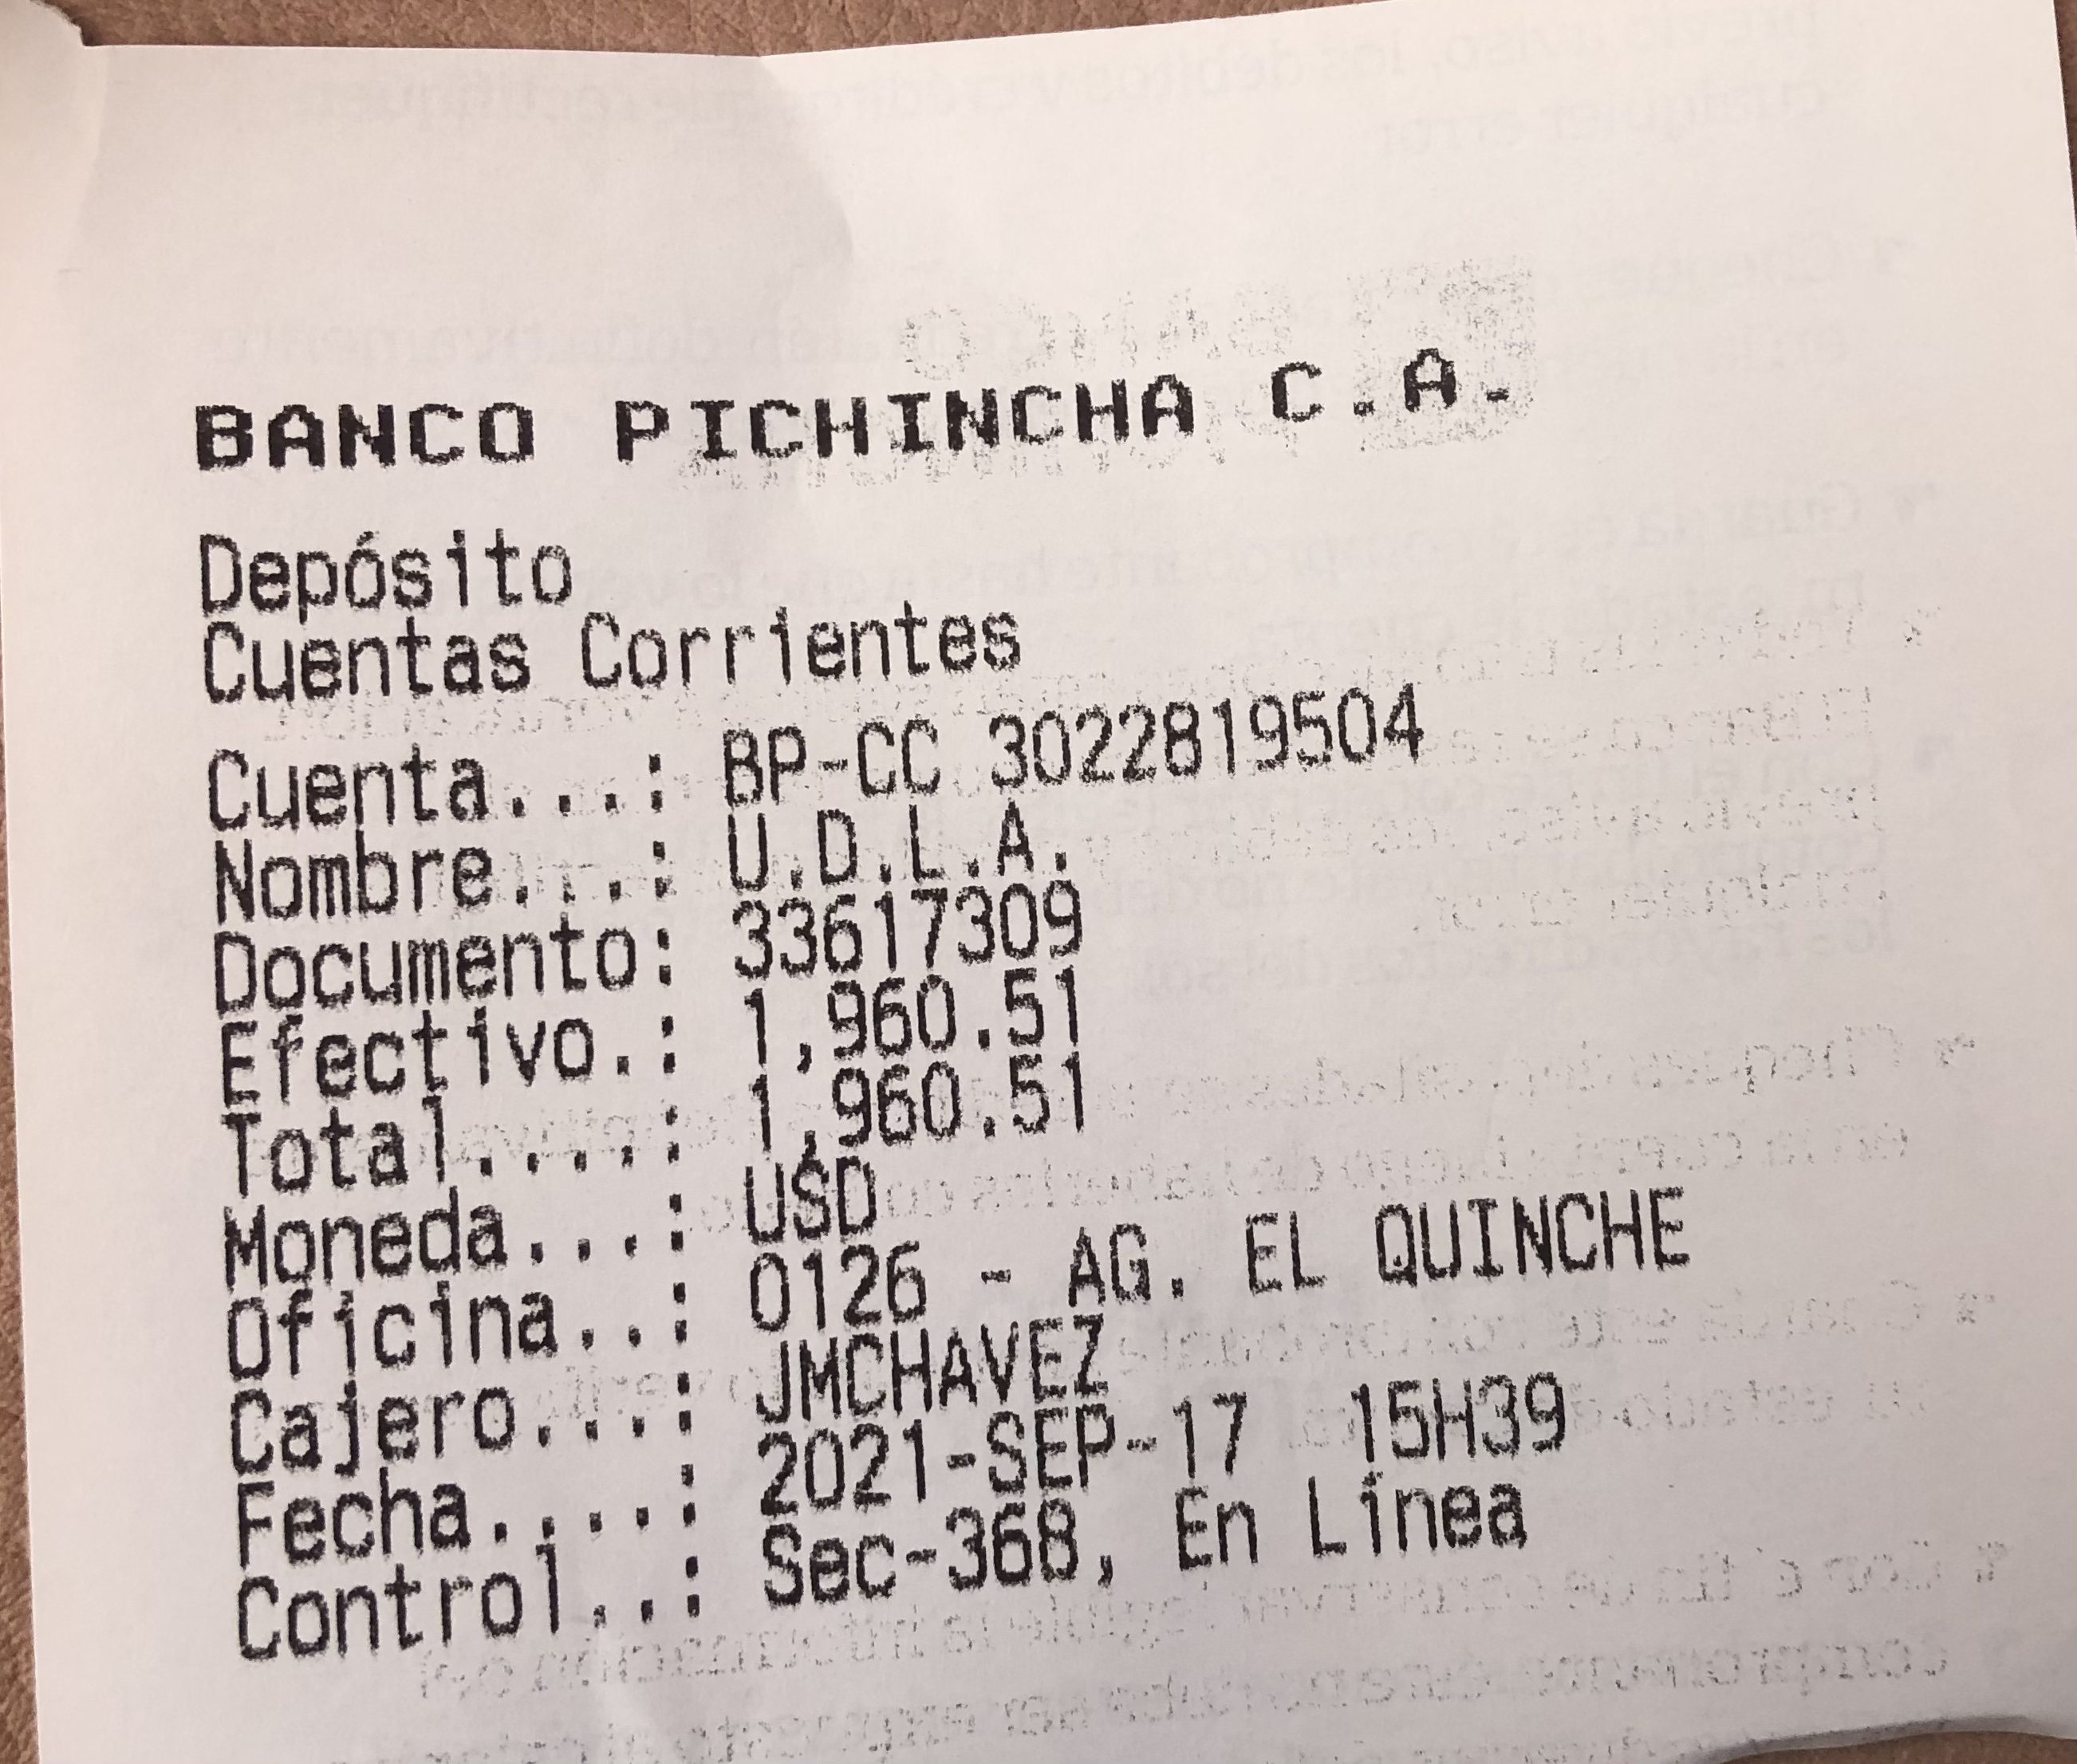 BANCO PICHINCHA C.A.
Depósito
Cuentas Corrientes
Cuenta...: BP-CC 3022819504
Nombre...: U.D.L.A.
Documento: 33617309
Efectivo.: 1,960.51
Total....: 1,960.51
Moneda...: USD
Oficina..: 0126 - AG. EL QUINCHE
Cajero...: JMCHAVEZ
Fecha....: 2021-SEP-17 15H39
Control..: Sec-368, En Línea